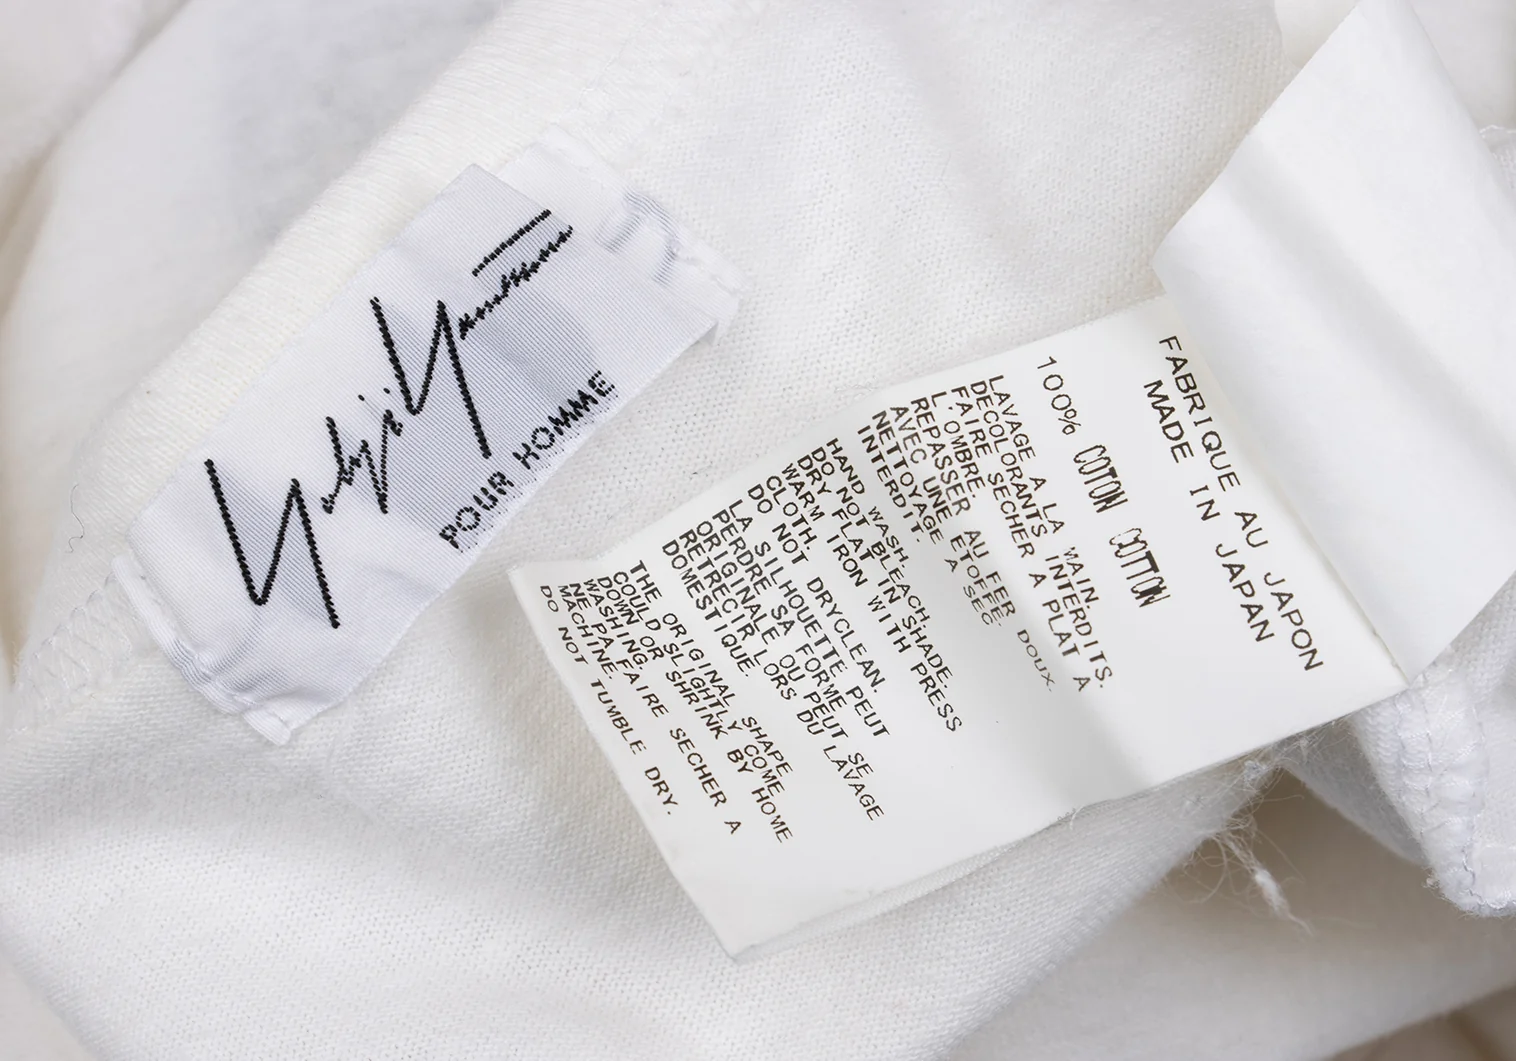 Yohji Yamamoto
POUR HOMME
FABRIQUE AU JAPON
MADE IN JAPAN
100% COTON COTTON
LAVAGE A LA MAIN.
DECOLORANTS INTERDITS.
FAIRE SECHER A PLAT A
L'OMBRE.
REPASSER AU FER DOUX.
AVEC UNE ETOFFE.
NETTOYAGE A SEC
INTERDIT.
HAND WASH.
DO NOT BLEACH.SHADE.
DRY FLAT IN
WARM IRON WITH PRESS
CLOTH.
DO NOT DRYCLEAN.
LA SILHOUETTE PEUT
PERDRE SA FORME
ORIGINALE OU PEUT SE
RETRECIR LORS DU LAVAGE
DOMESTIQUE.
THE ORIGINAL SHAPE
COULD SLIGHTLY COME
DOWN OR SHRINK BY HOME
WASHING.
NE PA FAIRE SECHER A
MACHINE.
DO NOT TUMBLE DRY.